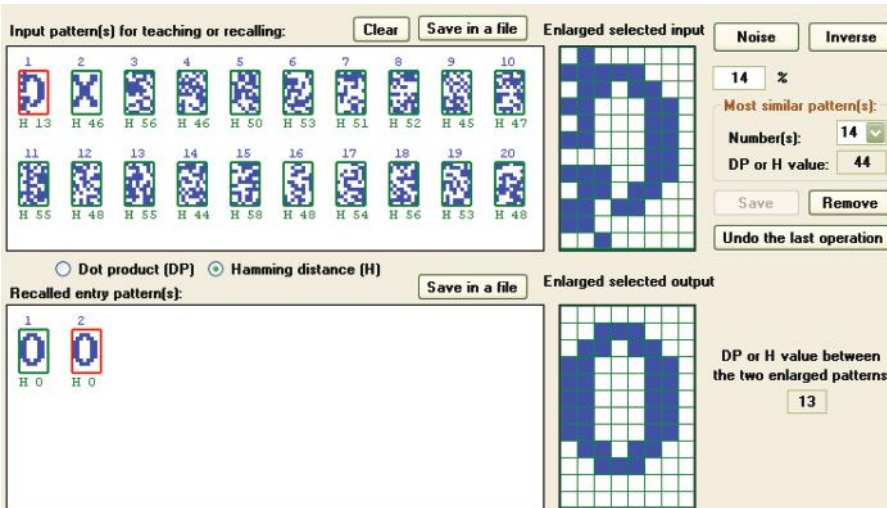 Input pattern(s) for teaching or recalling:
Clear
Save in a file
1 2 3 4 5 6 7 8 9 10
H 13 H 46 H 56 H 46 H 50 H 53 H 51 H 52 H 45 H 47
11 12 13 14 15 16 17 18 19 20
H 55 H 48 H 55 H 44 H 58 H 48 H 54 H 56 H 53 H 48
Enlarged selected input
Noise
Inverse
14 %
Most similar pattern(s):
Number(s): 14
DP or H value: 44
Save
Remove
Undo the last operation
Dot product (DP)
Hamming distance (H)
Recalled entry pattern(s):
Save in a file
1 2
H 0 H 0
Enlarged selected output
DP or H value between
the two enlarged patterns
13